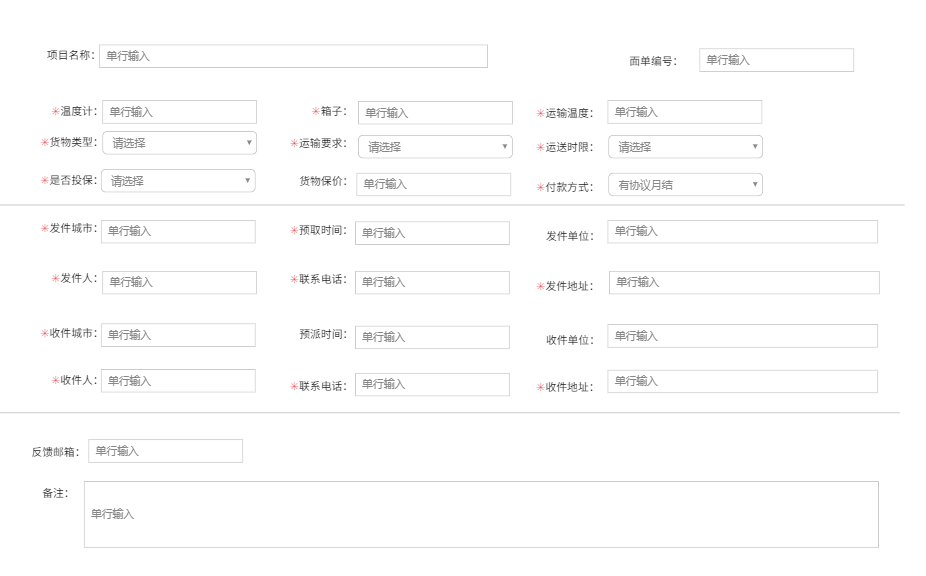 项目名称： 单行输入 面单编号： 单行输入
*温度计： 单行输入 *箱子： 单行输入 *运输温度： 单行输入
*货物类型： 请选择 *运输要求： 请选择 *运送时限： 请选择
*是否投保： 请选择 货物保价： 单行输入 *付款方式： 有协议月结
*发件城市： 单行输入 *预取时间： 单行输入 发件单位： 单行输入
*发件人： 单行输入 *联系电话： 单行输入 *发件地址： 单行输入
*收件城市： 单行输入 预派时间： 单行输入 收件单位： 单行输入
*收件人： 单行输入 *联系电话： 单行输入 *收件地址： 单行输入
反馈邮箱： 单行输入
备注： 单行输入